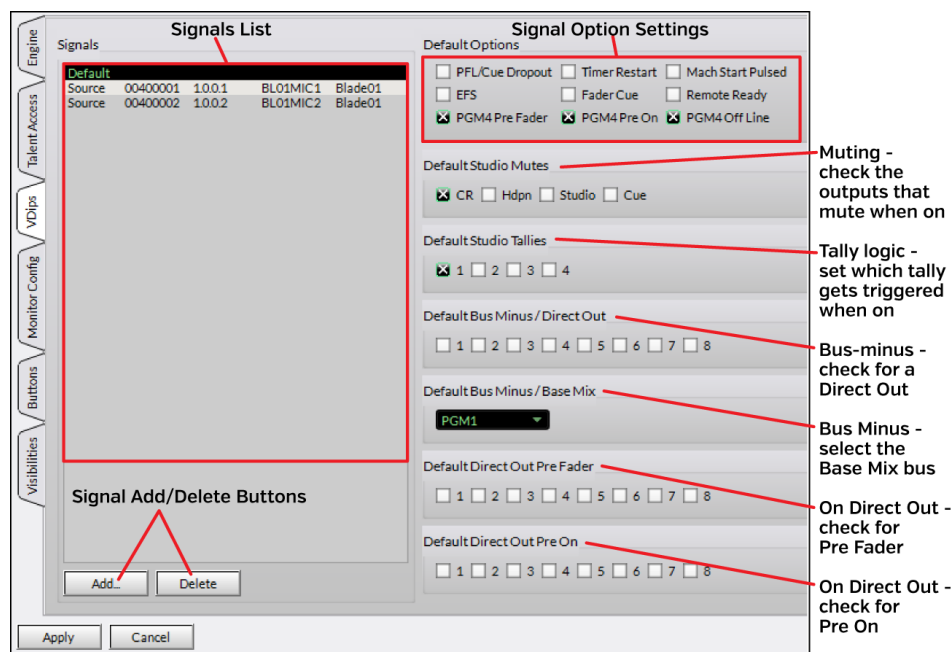 Signals List
Signal Option Settings
Engine
Talent Access
VDips
Monitor Config
Buttons
Visibilities
Signals
Default
Source 00400001 1.0.0.1 BL01MIC1 Blade01
Source 00400002 1.0.0.2 BL01MIC2 Blade01
Signal Add/Delete Buttons
Add...
Delete
Apply
Cancel
Default Options
PFL/Cue Dropout Timer Restart Mach Start Pulsed
EFS Fader Cue Remote Ready
PGM4 Pre Fader PGM4 Pre On PGM4 Off Line
Default Studio Mutes
CR Hdpn Studio Cue
Default Studio Tallies
1 2 3 4
Default Bus Minus / Direct Out
1 2 3 4 5 6 7 8
Default Bus Minus / Base Mix
PGM1
Default Direct Out Pre Fader
1 2 3 4 5 6 7 8
Default Direct Out Pre On
1 2 3 4 5 6 7 8
Muting -
check the
outputs that
mute when on
Tally logic -
set which tally
gets triggered
when on
Bus-minus -
check for a
Direct Out
Bus Minus -
select the
Base Mix bus
On Direct Out -
check for
Pre Fader
On Direct Out -
check for
Pre On